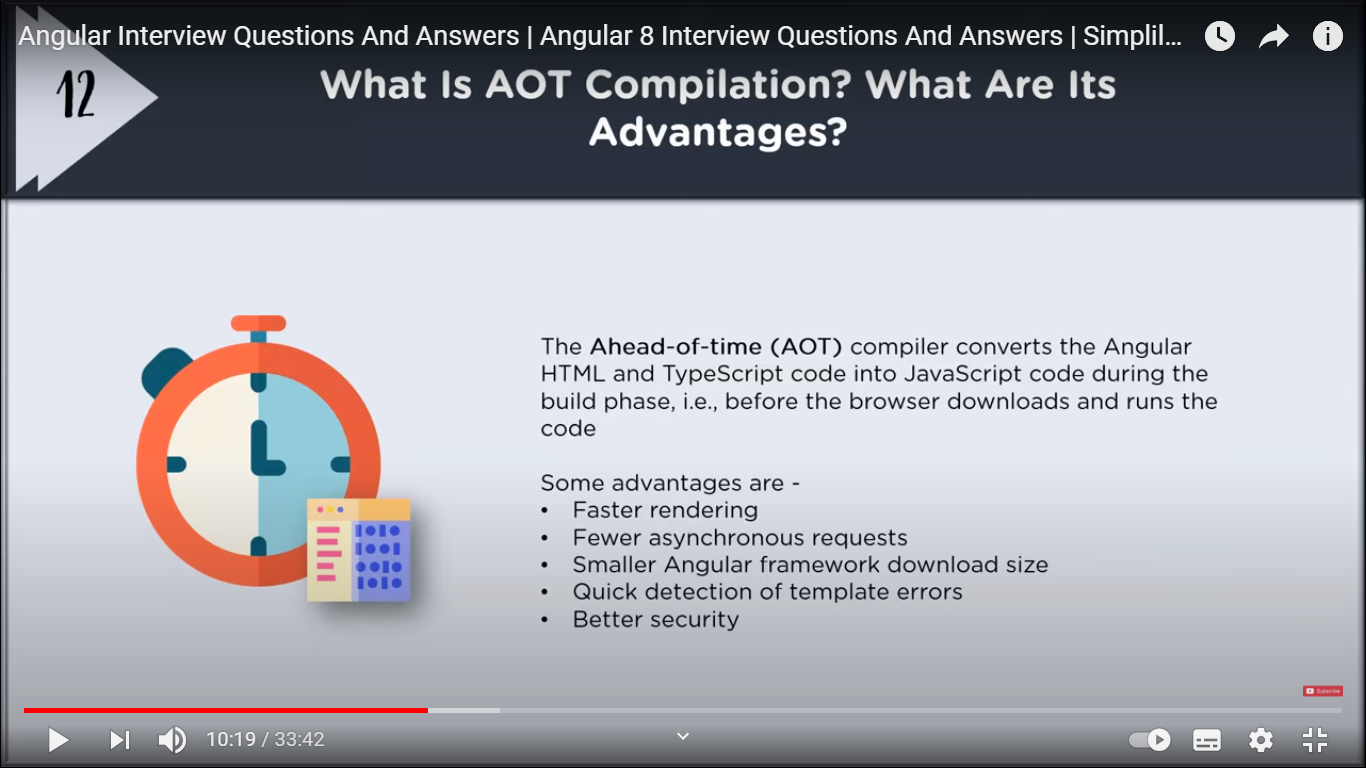 Angular Interview Questions And Answers | Angular 8 Interview Questions And Answers | Simplil...
12
What Is AOT Compilation? What Are Its
Advantages?
The Ahead-of-time (AOT) compiler converts the Angular
HTML and TypeScript code into JavaScript code during the
build phase, i.e., before the browser downloads and runs the
code
Some advantages are -
• Faster rendering
• Fewer asynchronous requests
• Smaller Angular framework download size
• Quick detection of template errors
• Better security
Subscribe
10:19 / 33:42